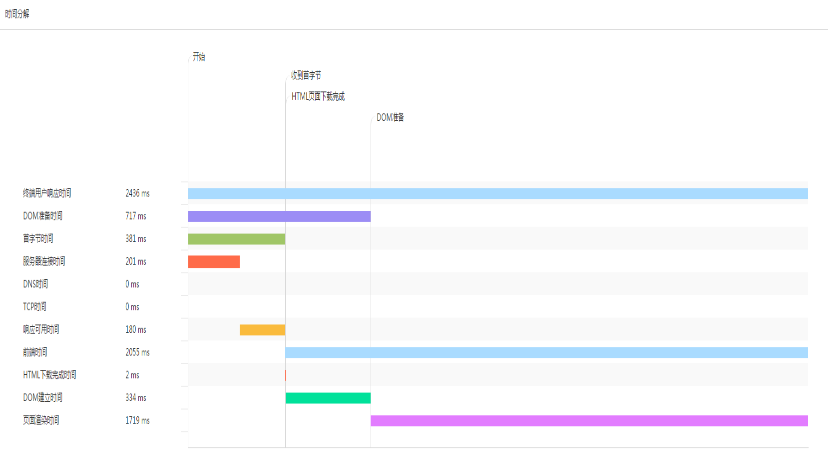 时间分解
开始
收到首字节
HTML页面下载完成
DOM准备
终端用户响应时间 2436 ms
DOM准备时间 717 ms
首字节时间 381 ms
服务器连接时间 201 ms
DNS时间 0 ms
TCP时间 0 ms
响应可用时间 180 ms
前端时间 2055 ms
HTML下载完成时间 2 ms
DOM建立时间 334 ms
页面渲染时间 1719 ms